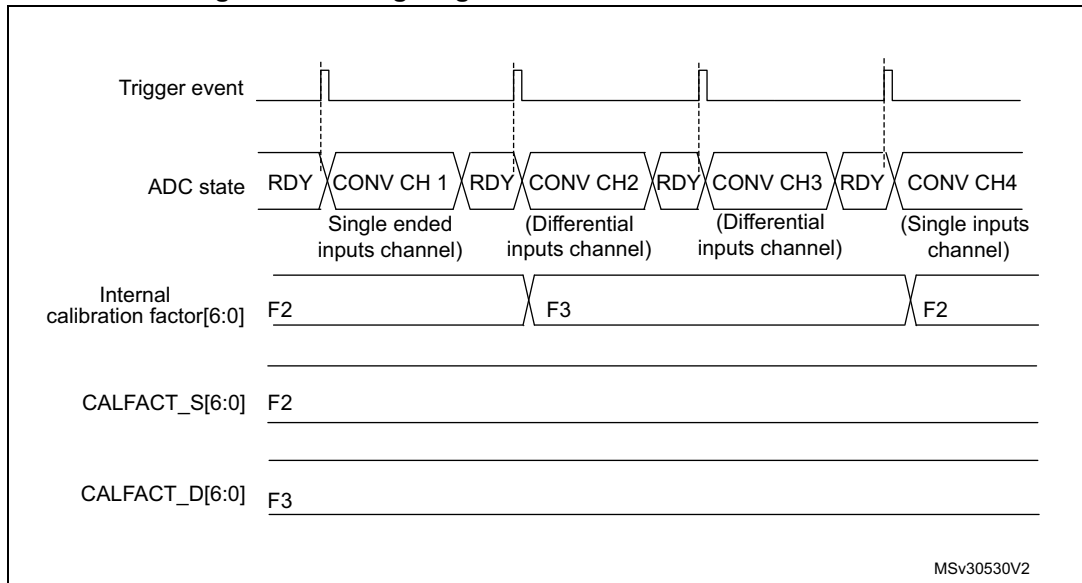 Trigger event
ADC state
RDY CONV CH 1 RDY CONV CH2 RDY CONV CH3 RDY CONV CH4
Single ended (Differential (Differential (Single inputs
inputs channel) inputs channel) inputs channel) channel)
Internal
calibration factor[6:0] F2 F3 F2
CALFACT_S[6:0] F2
CALFACT_D[6:0] F3
MSv30530V2